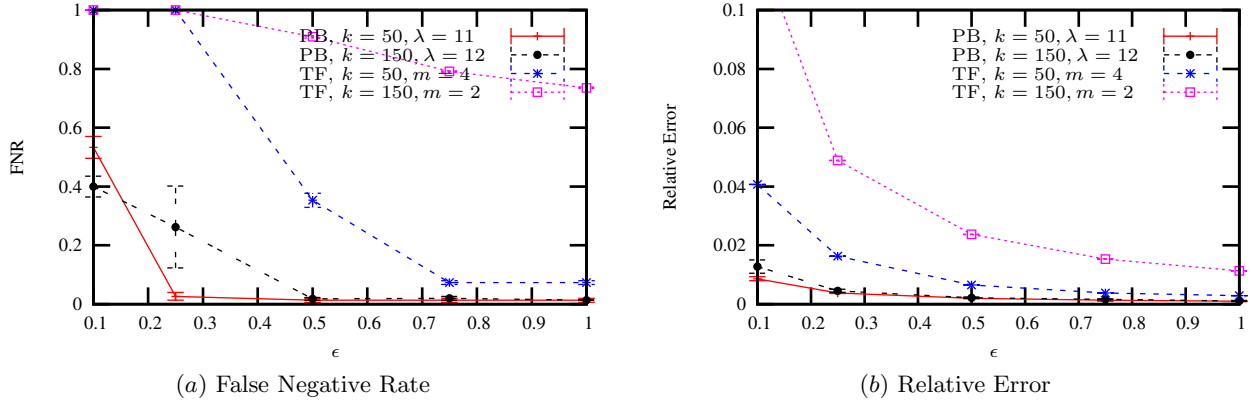 1
0.8
0.6
0.4
0.2
0
FNR
PB, k = 50, λ = 11
PB, k = 150, λ = 12
TF, k = 50, m = 4
TF, k = 150, m = 2
0.1 0.2 0.3 0.4 0.5 0.6 0.7 0.8 0.9 1
ϵ
(a) False Negative Rate
0.1
0.08
0.06
0.04
0.02
0
Relative Error
PB, k = 50, λ = 11
PB, k = 150, λ = 12
TF, k = 50, m = 4
TF, k = 150, m = 2
0.1 0.2 0.3 0.4 0.5 0.6 0.7 0.8 0.9 1
ϵ
(b) Relative Error